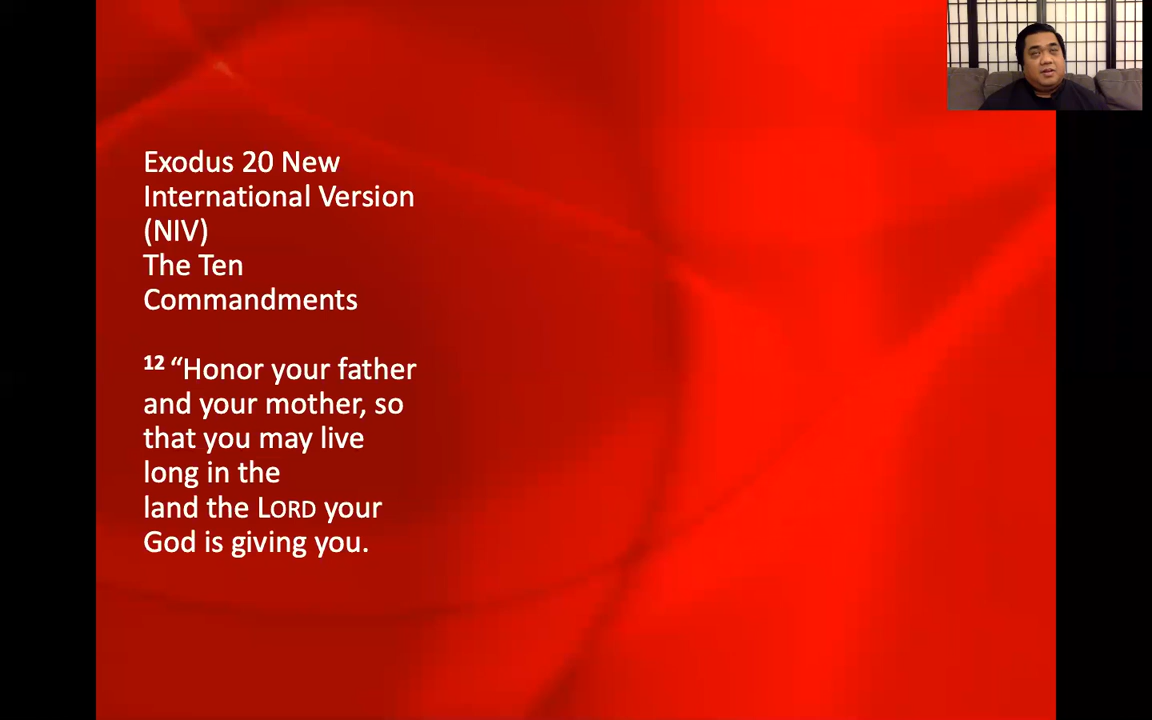 Exodus 20 New
International Version
(NIV)
The Ten
Commandments
12 “Honor your father
and your mother, so
that you may live
long in the
land the LORD your
God is giving you.